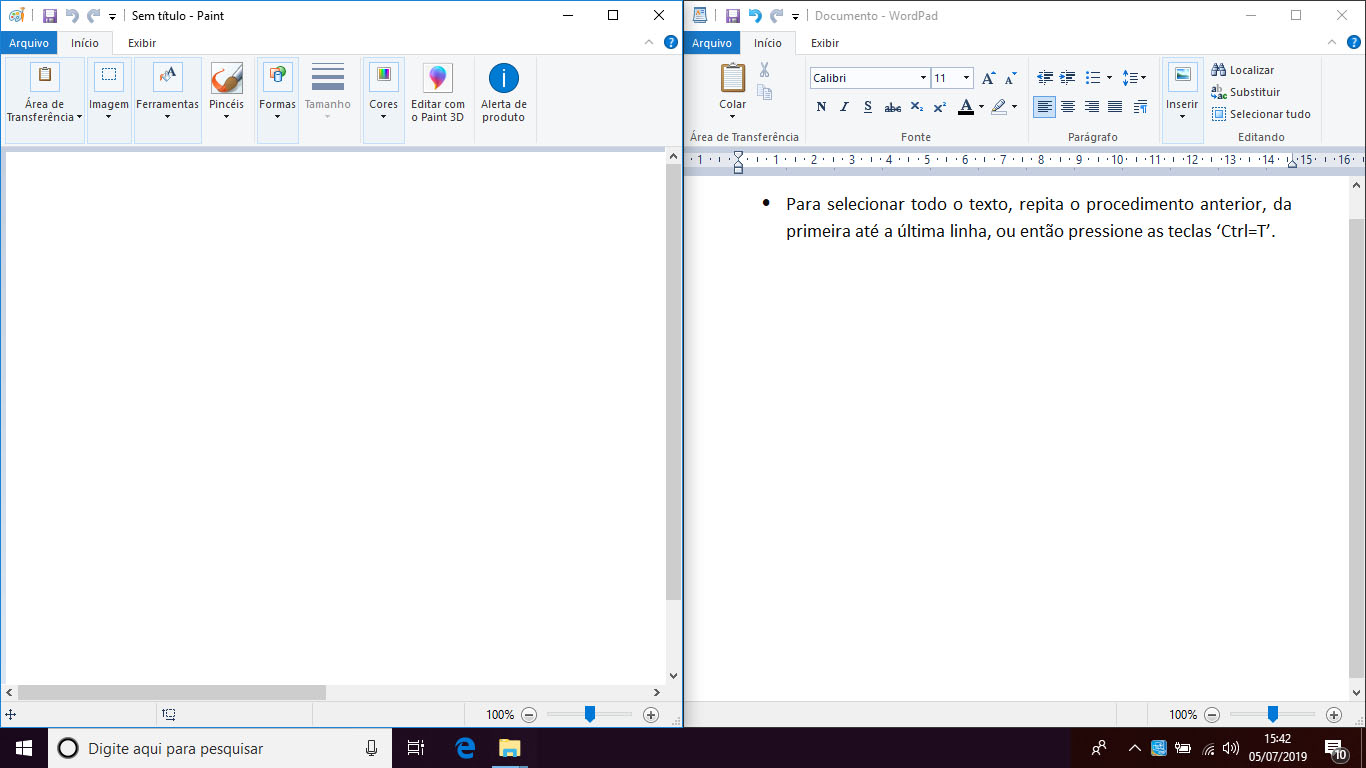 Sem título - Paint
Arquivo
Início
Exibir
Área de
Transferência
Imagem
Ferramentas
Pincéis
Formas
Tamanho
Cores
Editar com
o Paint 3D
Alerta de
produto
100%
Documento - WordPad
Arquivo
Início
Exibir
Colar
Área de Transferência
Calibri
11
N I S abc X₂ X² A
Fonte
Parágrafo
Inserir
Localizar
Substituir
Selecionar tudo
Editando
1 1 2 3 4 5 6 7 8 9 10 11 12 13 14 15 16
• Para selecionar todo o texto, repita o procedimento anterior, da
primeira até a última linha, ou então pressione as teclas ‘Ctrl=T’.
100%
Digite aqui para pesquisar
15:42
05/07/2019
10